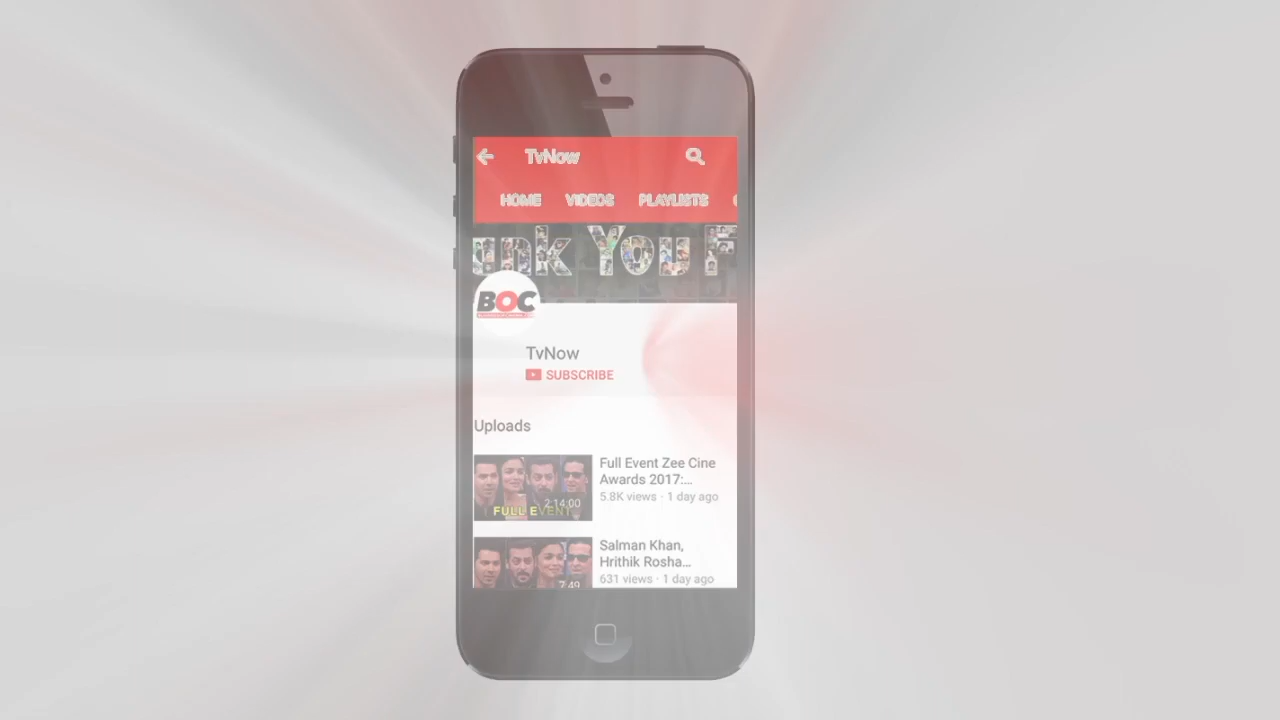 TvNow
HOME VIDEOS PLAYLISTS
unk You F
BOC
TvNow
SUBSCRIBE
Uploads
Full Event Zee Cine
Awards 2017:...
5.8K views · 1 day ago
2:14:00
FULL EVENT
Salman Khan,
Hrithik Rosha...
631 views · 1 day ago
7:49